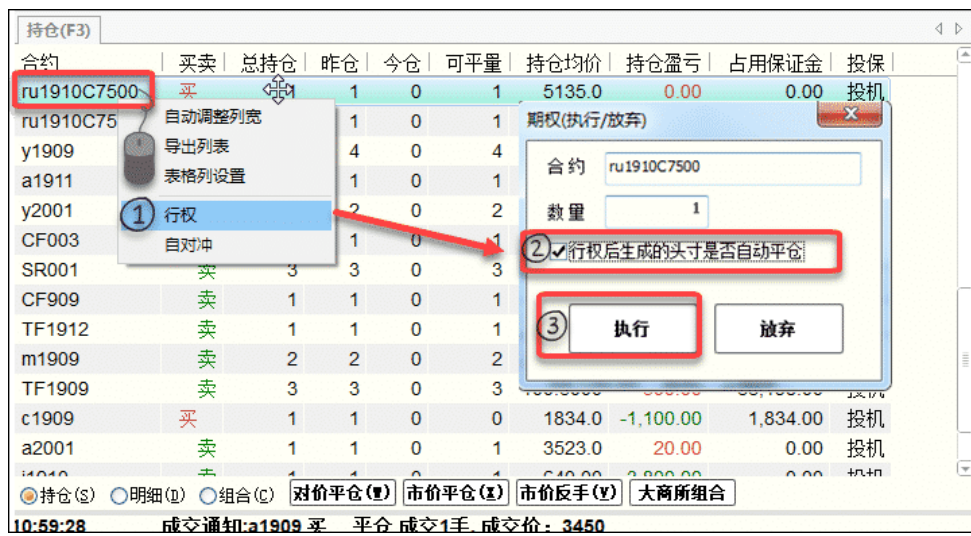 持仓(F3)
合约 买卖 总持仓 昨仓 今仓 可平量 持仓均价 持仓盈亏 占用保证金 投保
ru1910C7500 买 1 1 0 1 5135.0 0.00 0.00 投机
ru1910C75 自动调整列宽 1 0 1 期权(执行/放弃)
y1909 导出列表 4 0 4
a1911 表格列设置 1 0 1 合约 ru1910C7500
y2001 ① 行权 2 0 2 数量 1
CF003 自对冲 1 0 1 ② 行权后生成的头寸是否自动平仓
SR001 卖 3 3 0 3
CF909 卖 1 1 0 1
TF1912 卖 1 1 0 1 ③ 执行 放弃
m1909 卖 2 2 0 2
TF1909 卖 3 3 0 3 投机
c1909 买 1 1 0 0 1834.0 -1,100.00 1,834.00 投机
a2001 卖 1 1 0 1 3523.0 20.00 0.00 投机
持仓(S) 明细(D) 组合(C) 对价平仓(W) 市价平仓(X) 市价反手(Y) 大商所组合
10:59:28 成交通知:a1909 买 平仓 成交1手, 成交价: 3450